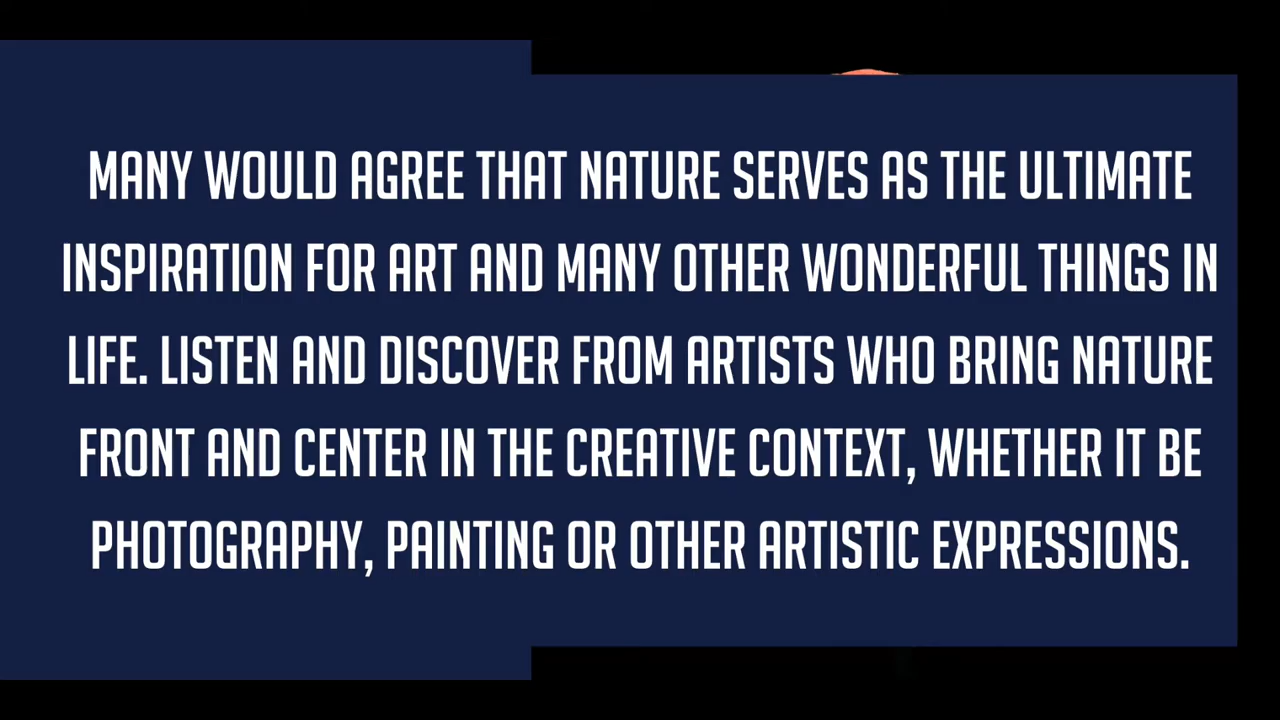 MANY WOULD AGREE THAT NATURE SERVES AS THE ULTIMATE
INSPIRATION FOR ART AND MANY OTHER WONDERFUL THINGS IN
LIFE. LISTEN AND DISCOVER FROM ARTISTS WHO BRING NATURE
FRONT AND CENTER IN THE CREATIVE CONTEXT, WHETHER IT BE
PHOTOGRAPHY, PAINTING OR OTHER ARTISTIC EXPRESSIONS.